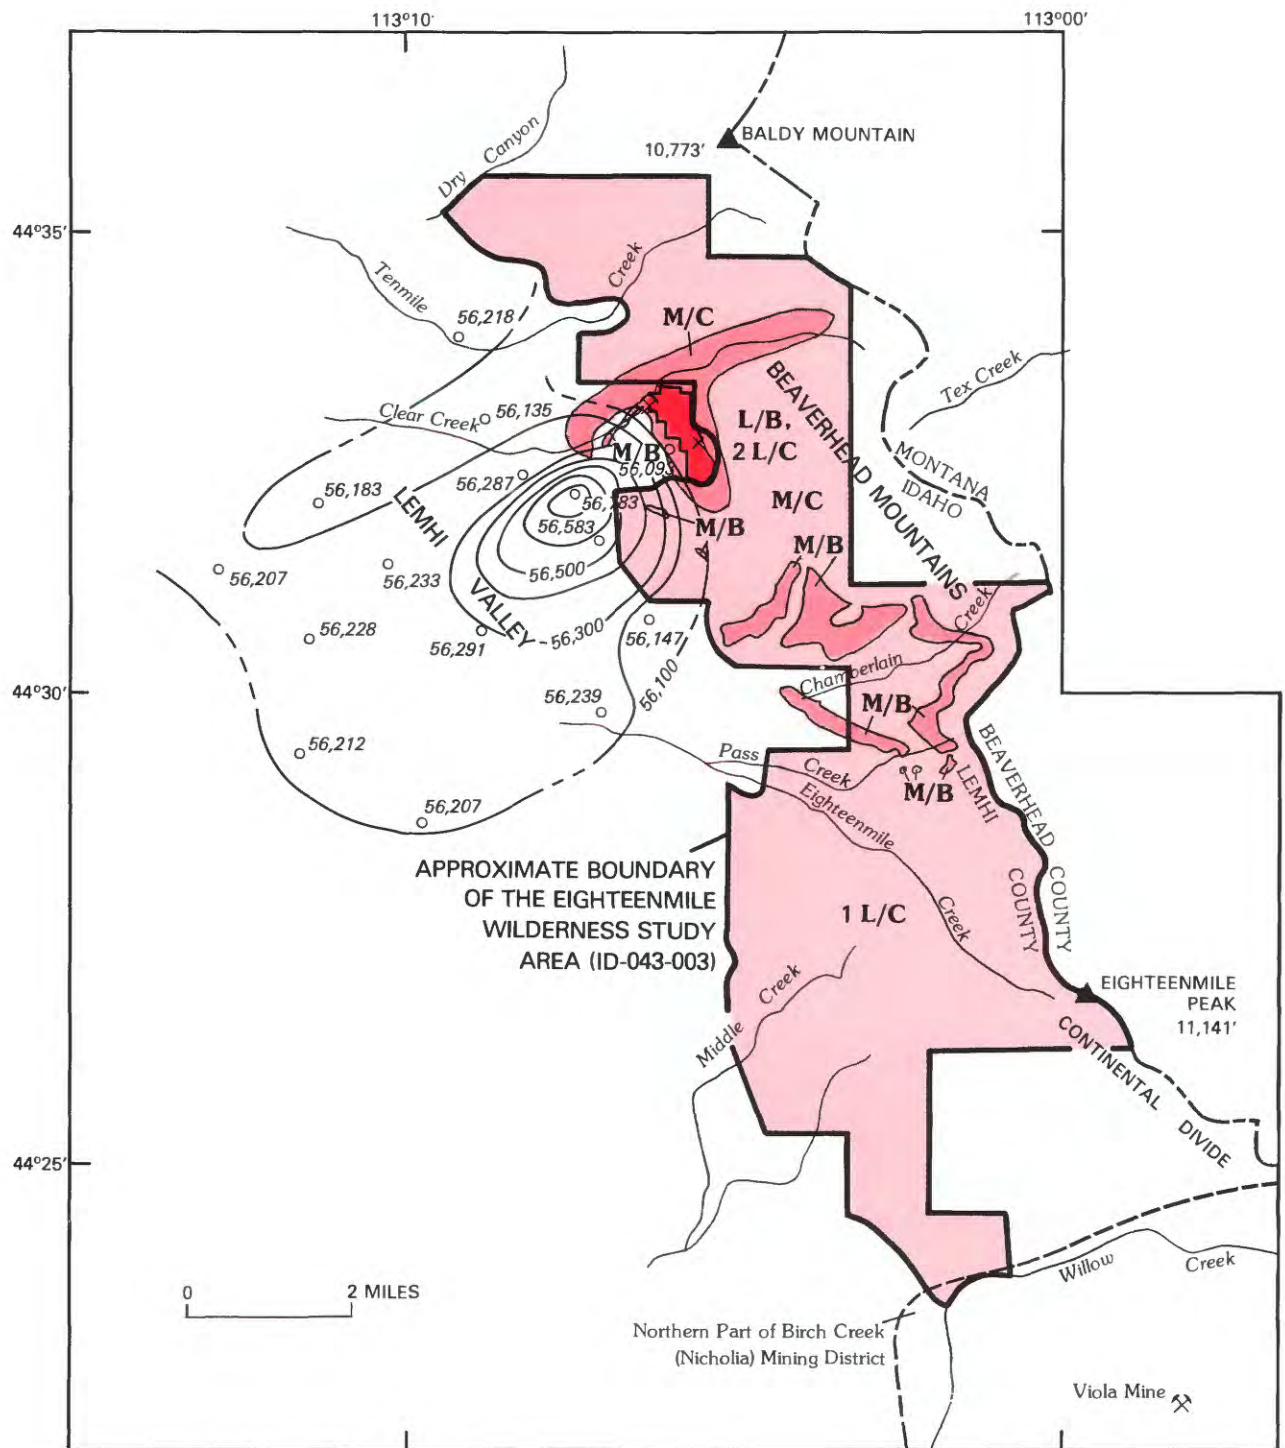 113°10'
113°00'
BALDY MOUNTAIN
10,773'
Dry Canyon
44°35'
Tenmile
Creek
56,218
M/C
BEAVERHEAD MOUNTAINS
Tex Creek
Clear Creek
56,135
L/B,
2 L/C
M/B
56,093
MONTANA
IDAHO
56,183
LEMHI
VALLEY
56,287
56,783
56,583
M/C
M/B
M/B
56,207
56,233
56,500
56,228
56,291
56,300
56,147
Creek
Chamberlain
44°30'
56,239
56,100
M/B
56,212
Pass
Creek
BEAVERHEAD COUNTY
LEMHI
COUNTY
M/B
56,207
Eighteenmile
Creek
APPROXIMATE BOUNDARY
OF THE EIGHTEENMILE
WILDERNESS STUDY
AREA (ID-043-003)
1 L/C
EIGHTEENMILE
PEAK
11,141'
Middle
Creek
CONTINENTAL DIVIDE
44°25'
Willow
Creek
0
2 MILES
Northern Part of Birch Creek
(Nicholia) Mining District
Viola Mine